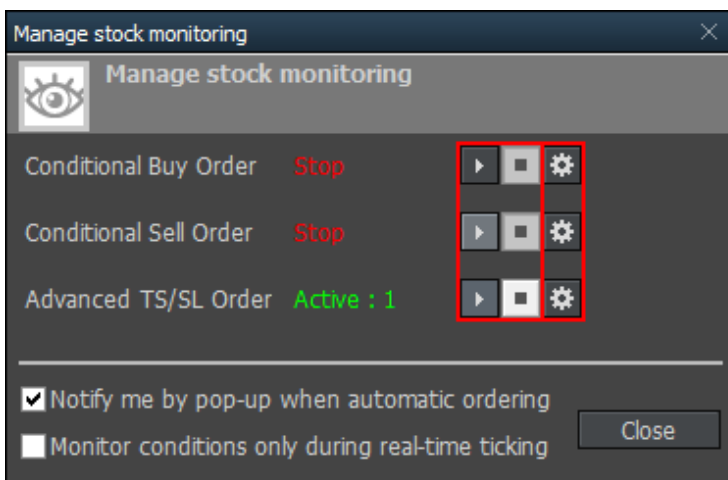 Manage stock monitoring
Manage stock monitoring
Conditional Buy Order Stop
Conditional Sell Order Stop
Advanced TS/SL Order Active : 1
Notify me by pop-up when automatic ordering
Monitor conditions only during real-time ticking
Close